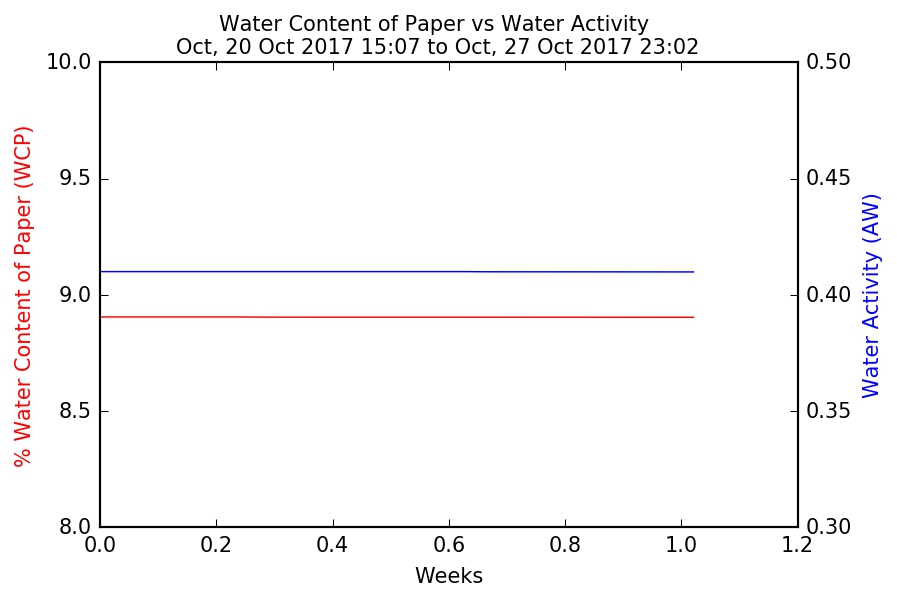 Water Content of Paper vs Water Activity
Oct, 20 Oct 2017 15:07 to Oct, 27 Oct 2017 23:02
% Water Content of Paper (WCP)
10.0
9.5
9.0
8.5
8.0
0.50
0.45
0.40
0.35
0.30
Water Activity (AW)
0.0 0.2 0.4 0.6 0.8 1.0 1.2
Weeks